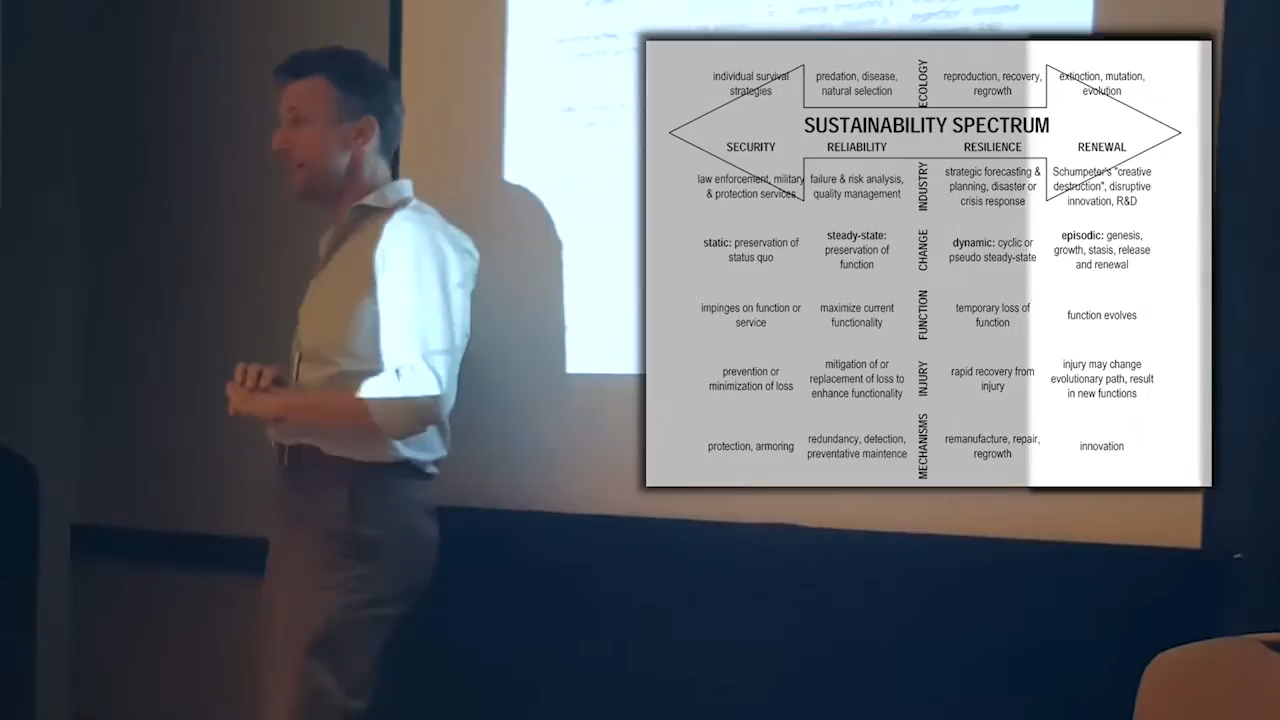 individual survival
strategies
predation, disease,
natural selection
ECOLOGY
reproduction, recovery,
regrowth
extinction, mutation,
evolution
SUSTAINABILITY SPECTRUM
SECURITY
RELIABILITY
RESILIENCE
RENEWAL
law enforcement, military
& protection services
failure & risk analysis,
quality management
INDUSTRY
strategic forecasting &
planning, disaster or
crisis response
Schumpeter's "creative
destruction", disruptive
innovation, R&D
static: preservation of
status quo
steady-state:
preservation of
function
CHANGE
dynamic: cyclic or
pseudo steady-state
episodic: genesis,
growth, stasis, release
and renewal
impinges on function or
service
maximize current
functionality
FUNCTION
temporary loss of
function
function evolves
prevention or
minimization of loss
mitigation of or
replacement of loss to
enhance functionality
INJURY
rapid recovery from
injury
injury may change
evolutionary path, result
in new functions
protection, armoring
redundancy, detection,
preventative maintence
MECHANISMS
remanufacture, repair,
regrowth
innovation